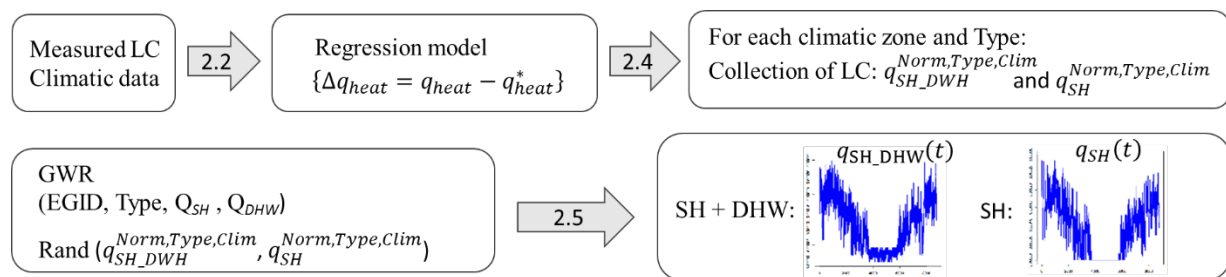 Measured LC
Climatic data
2.2
Regression model
{Δq_heat = q_heat − q*_heat}
2.4
For each climatic zone and Type:
Collection of LC: q_SH_DWH^Norm,Type,Clim and q_SH^Norm,Type,Clim
GWR
(EGID, Type, Q_SH , Q_DHW)
Rand (q_SH_DWH^Norm,Type,Clim, q_SH^Norm,Type,Clim)
2.5
SH + DHW:
q_SH_DHW(t)
SH:
q_SH(t)